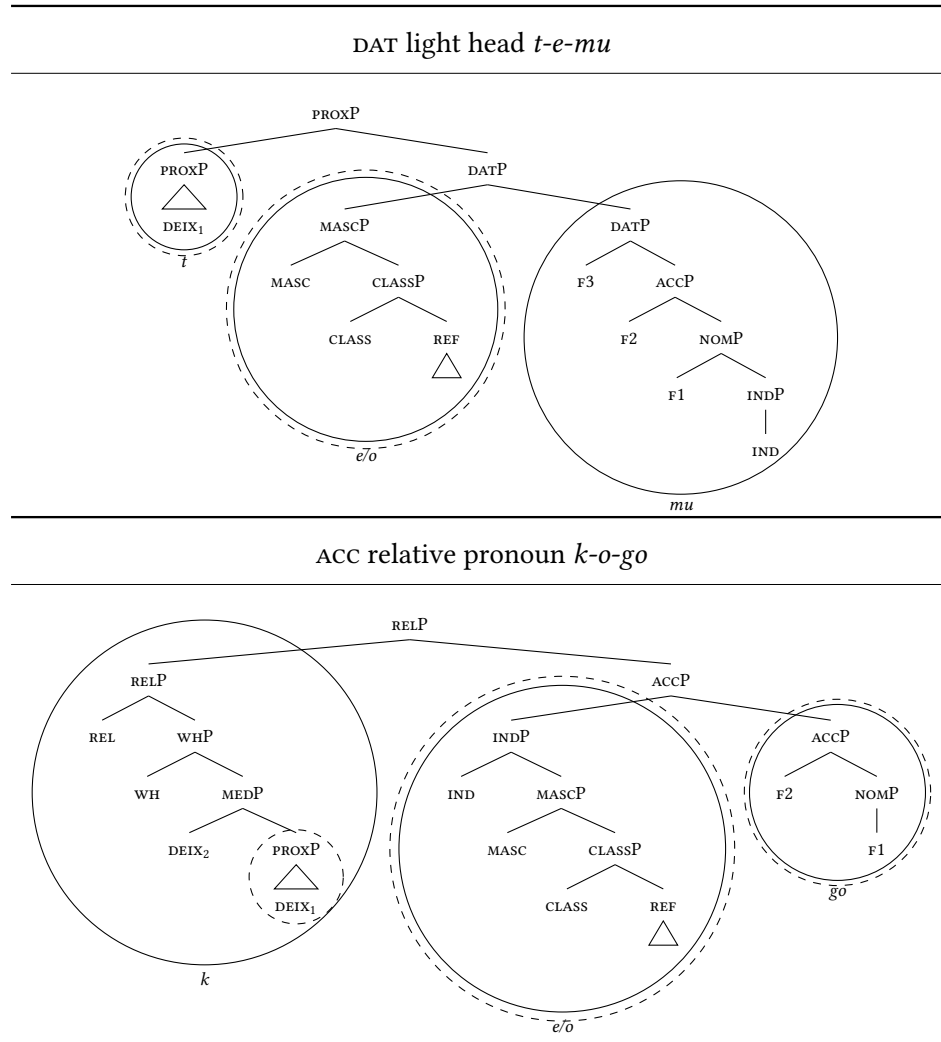 DAT light head t-e-mu
PROXP
PROXP DATP
DEIX₁ MASCP DATP
t
MASC CLASSP F3 ACCP
CLASS REF F2 NOMP
F1 INDP
e/o IND
mu
ACC relative pronoun k-o-go
RELP
RELP ACCP
REL WHP INDP ACCP
WH MEDP IND MASCP F2 NOMP
DEIX₂ PROXP MASC CLASSP F1
go
DEIX₁ CLASS REF
k
e/o